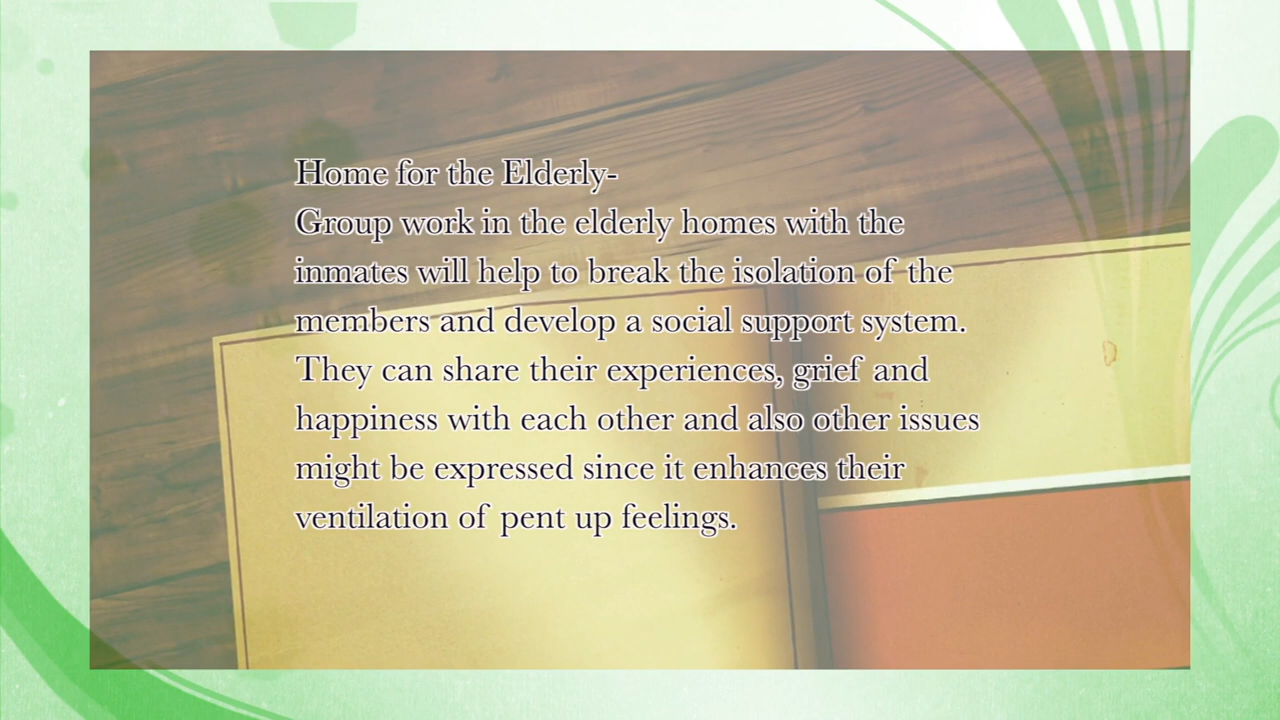 Home for the Elderly-
Group work in the elderly homes with the
inmates will help to break the isolation of the
members and develop a social support system.
They can share their experiences, grief and
happiness with each other and also other issues
might be expressed since it enhances their
ventilation of pent up feelings.